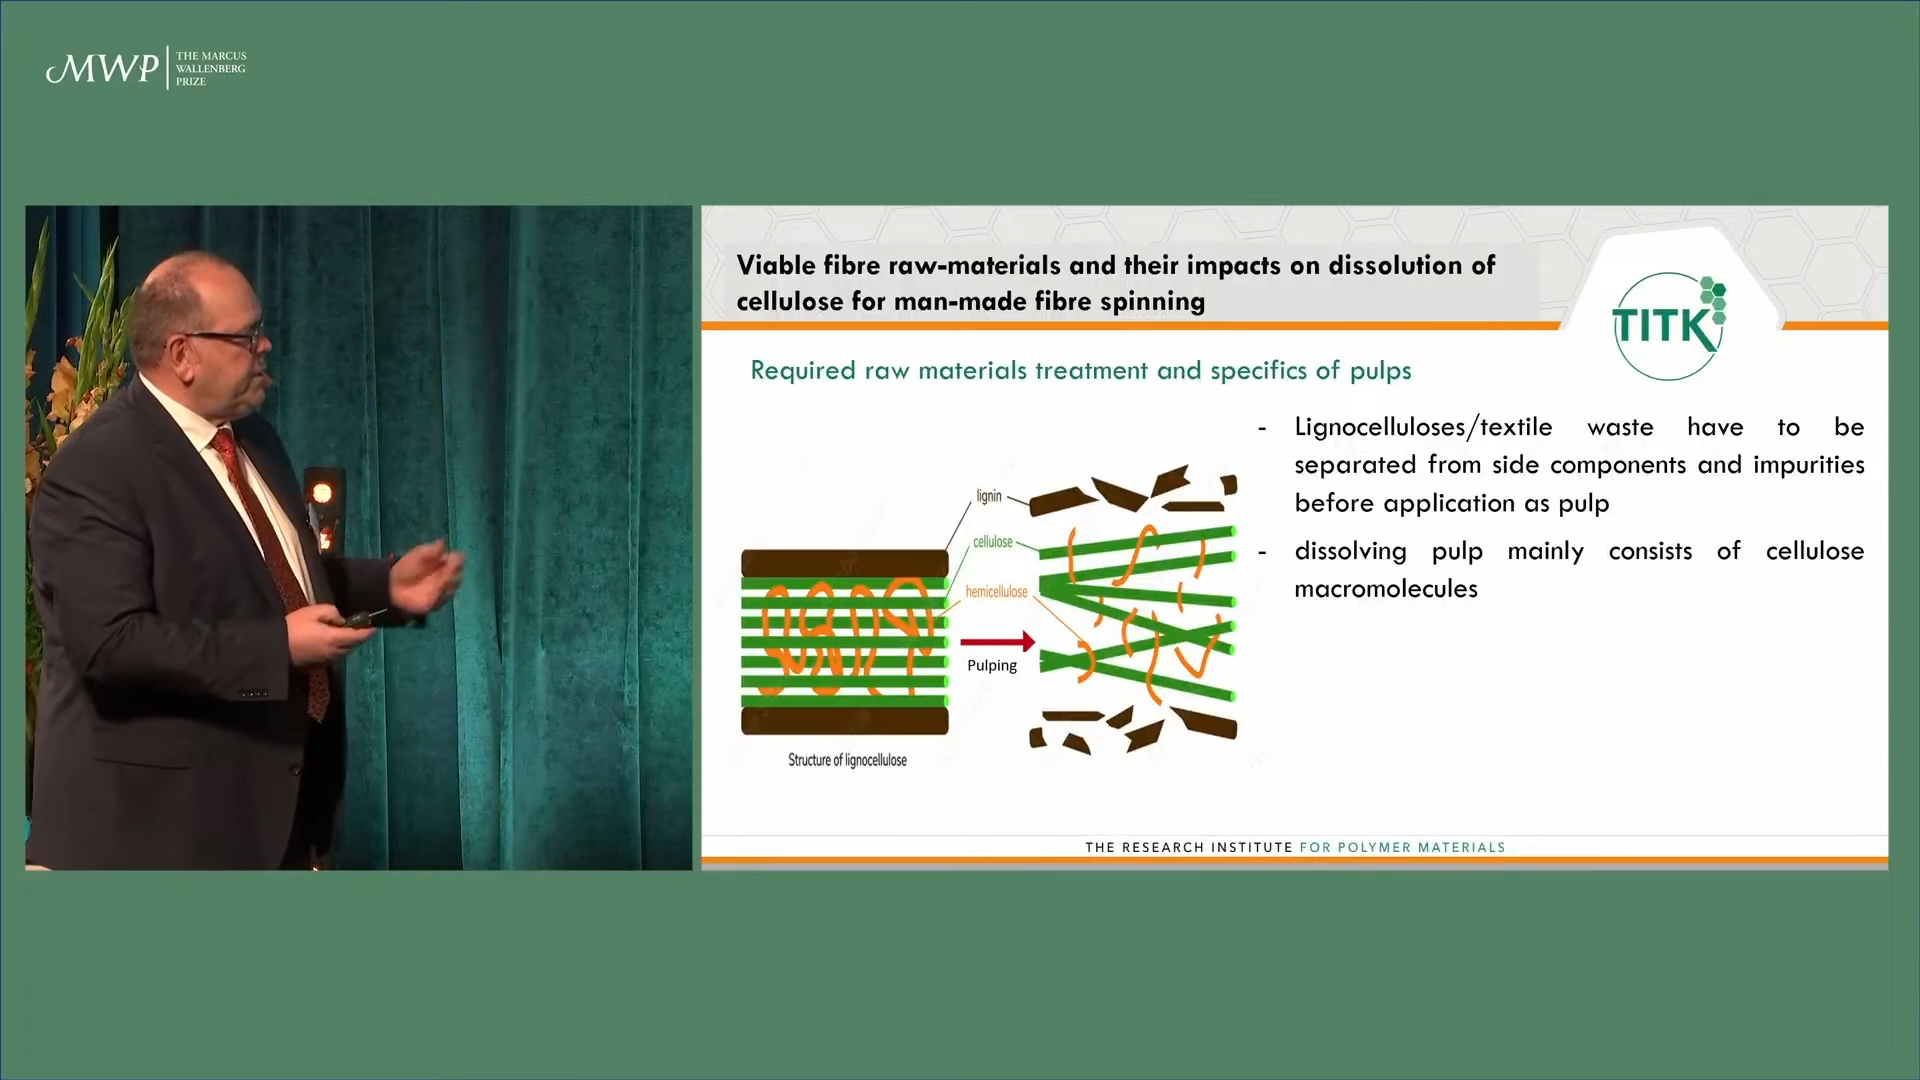 MWP
THE MARCUS
WALLENBERG
PRIZE
Viable fibre raw-materials and their impacts on dissolution of
cellulose for man-made fibre spinning
TITK
Required raw materials treatment and specifics of pulps
- Lignocelluloses/textile waste have to be
separated from side components and impurities
before application as pulp
- dissolving pulp mainly consists of cellulose
macromolecules
lignin
cellulose
hemicellulose
Pulping
Structure of lignocellulose
THE RESEARCH INSTITUTE FOR POLYMER MATERIALS